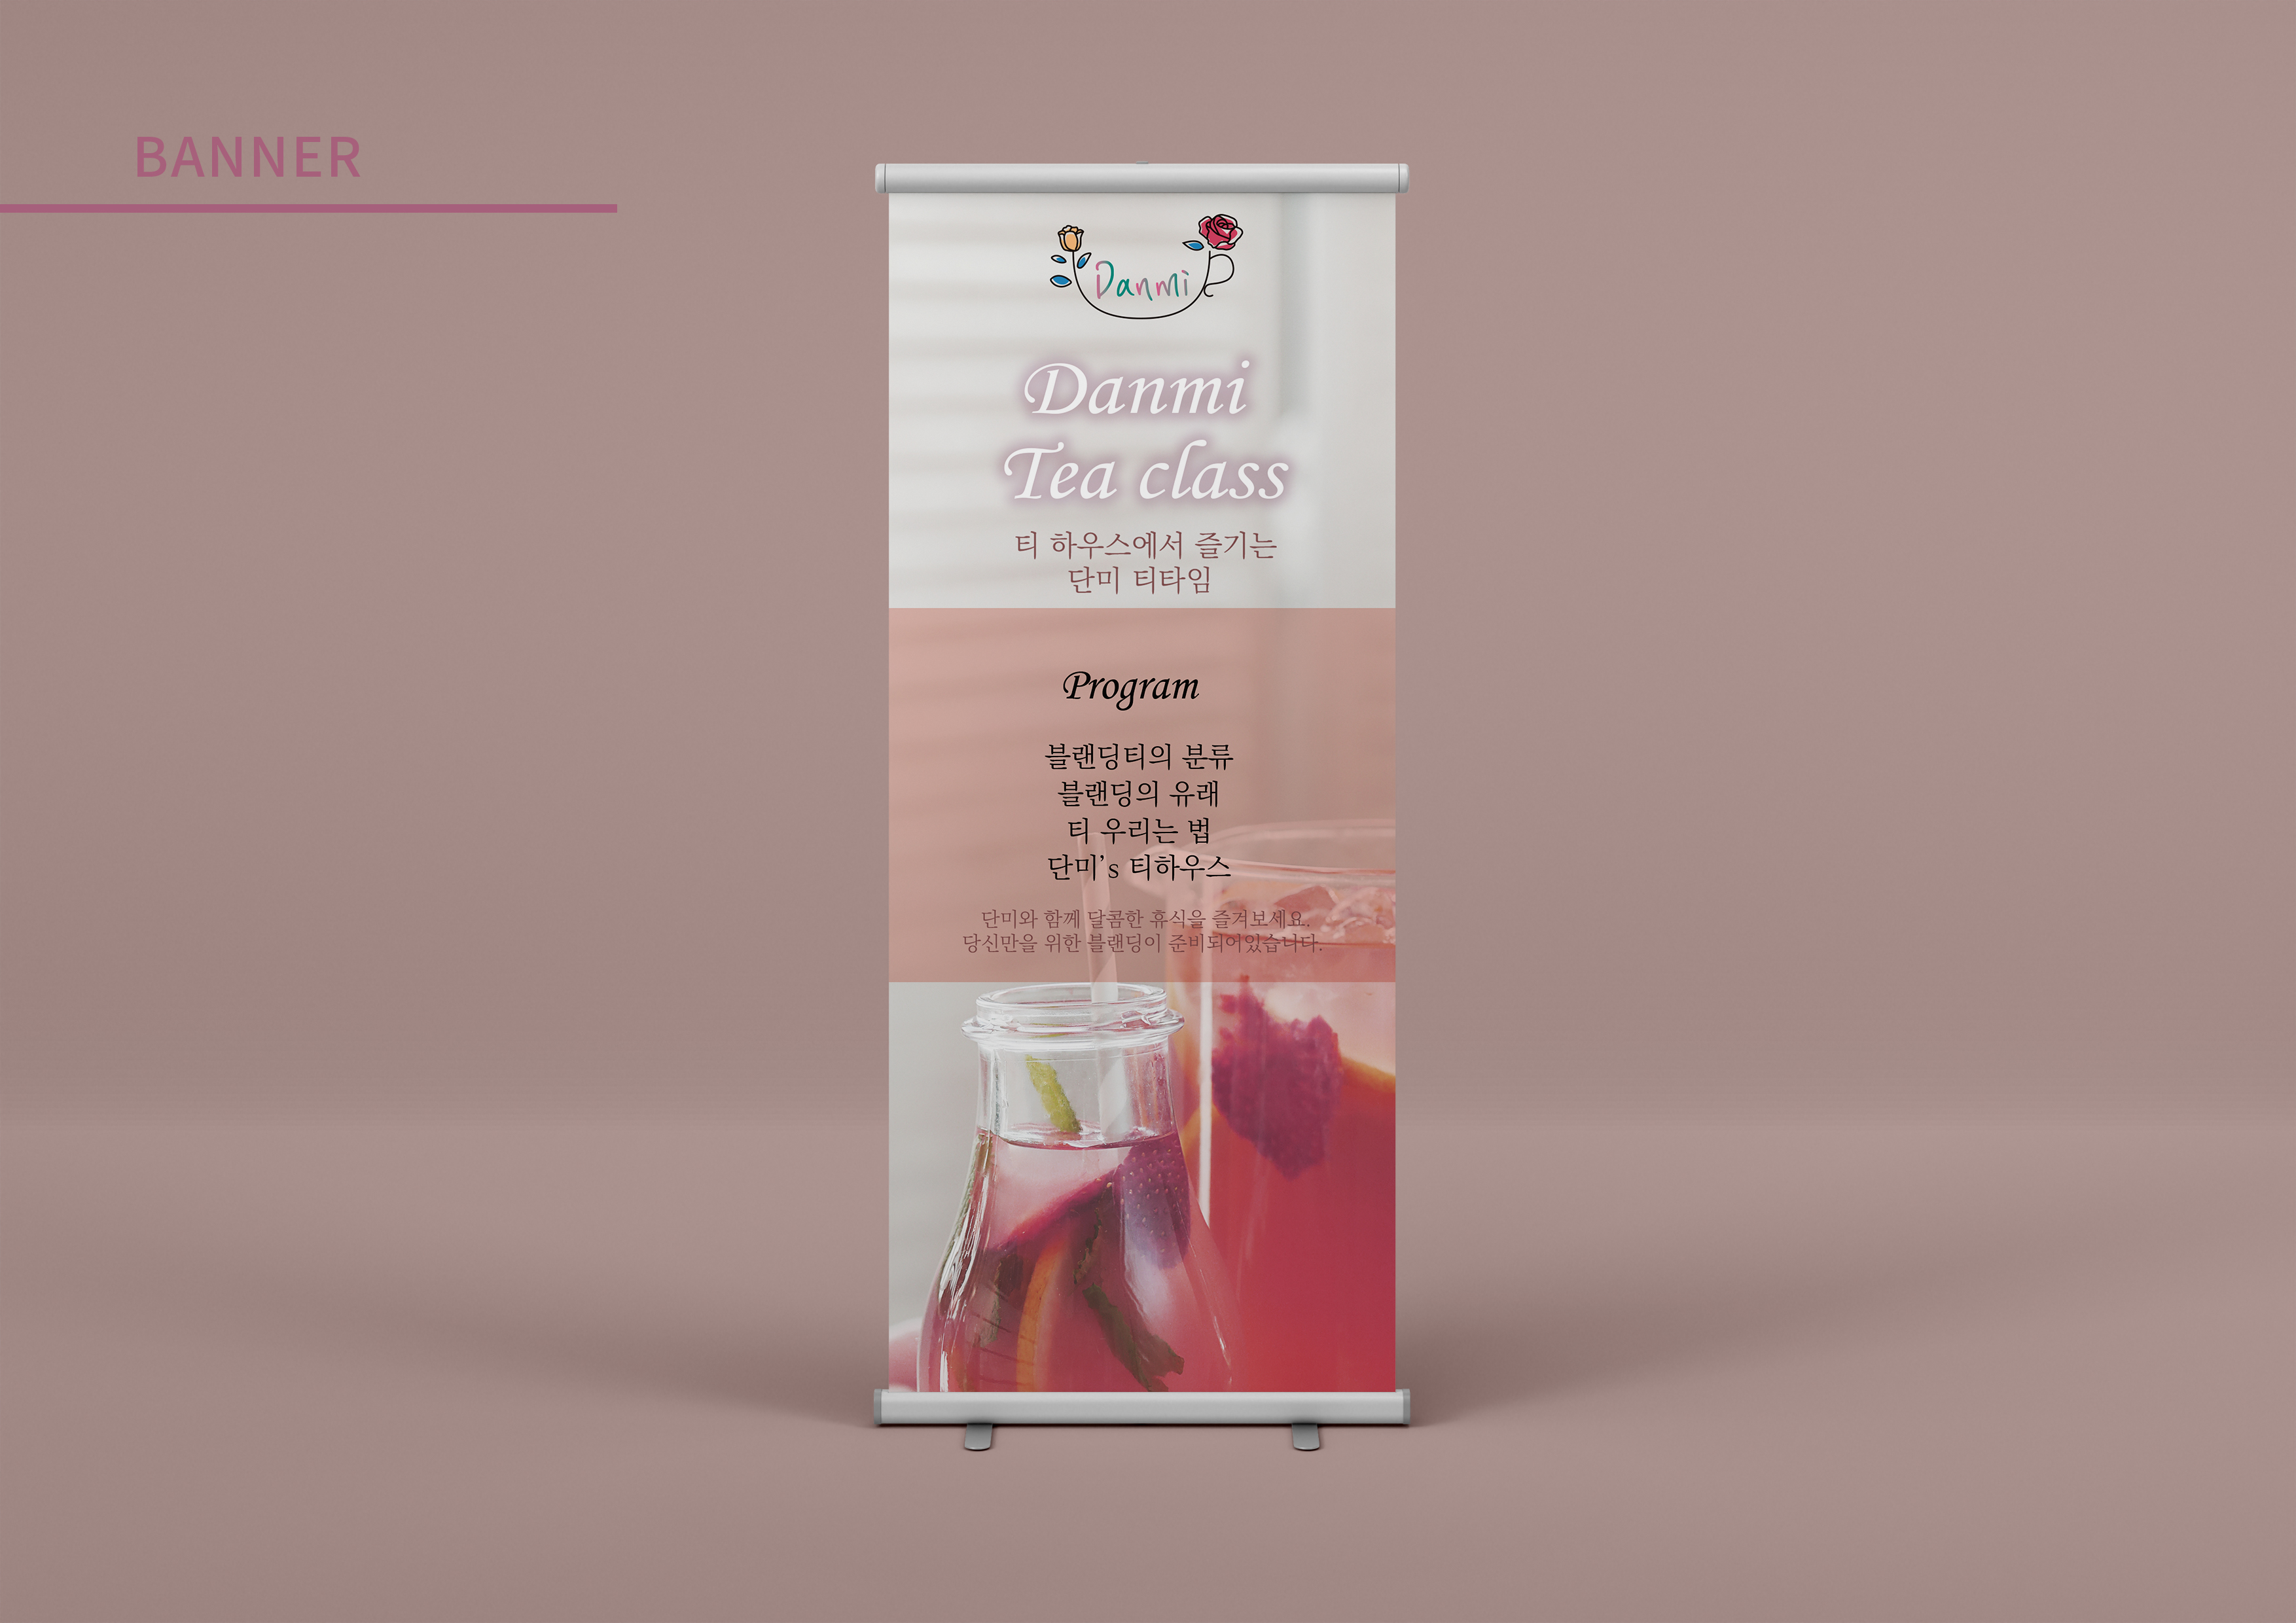 BANNER
Danmi
Danmi
Tea class
티 하우스에서 즐기는
단미 티타임
Program
블랜딩티의 분류
블랜딩의 유래
티 우리는 법
단미's 티하우스
단미와 함께 달콤한 휴식을 즐겨보세요.
당신만을 위한 블랜딩이 준비되어있습니다.